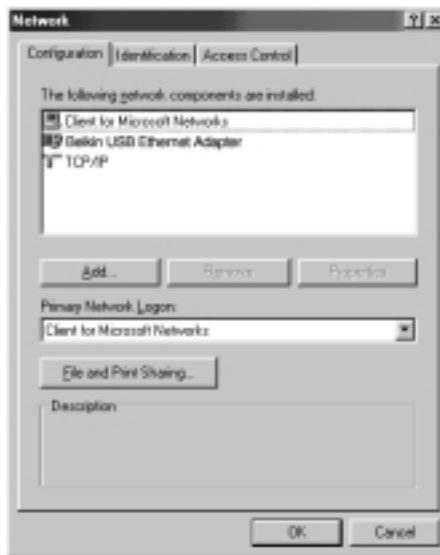 Network
Configuration Identification Access Control
The following network components are installed:
Client for Microsoft Networks
Belkin USB Ethernet Adapter
TCP/IP
Add... Remove Properties
Primary Network Logon:
Client for Microsoft Networks
File and Print Sharing...
Description
OK Cancel